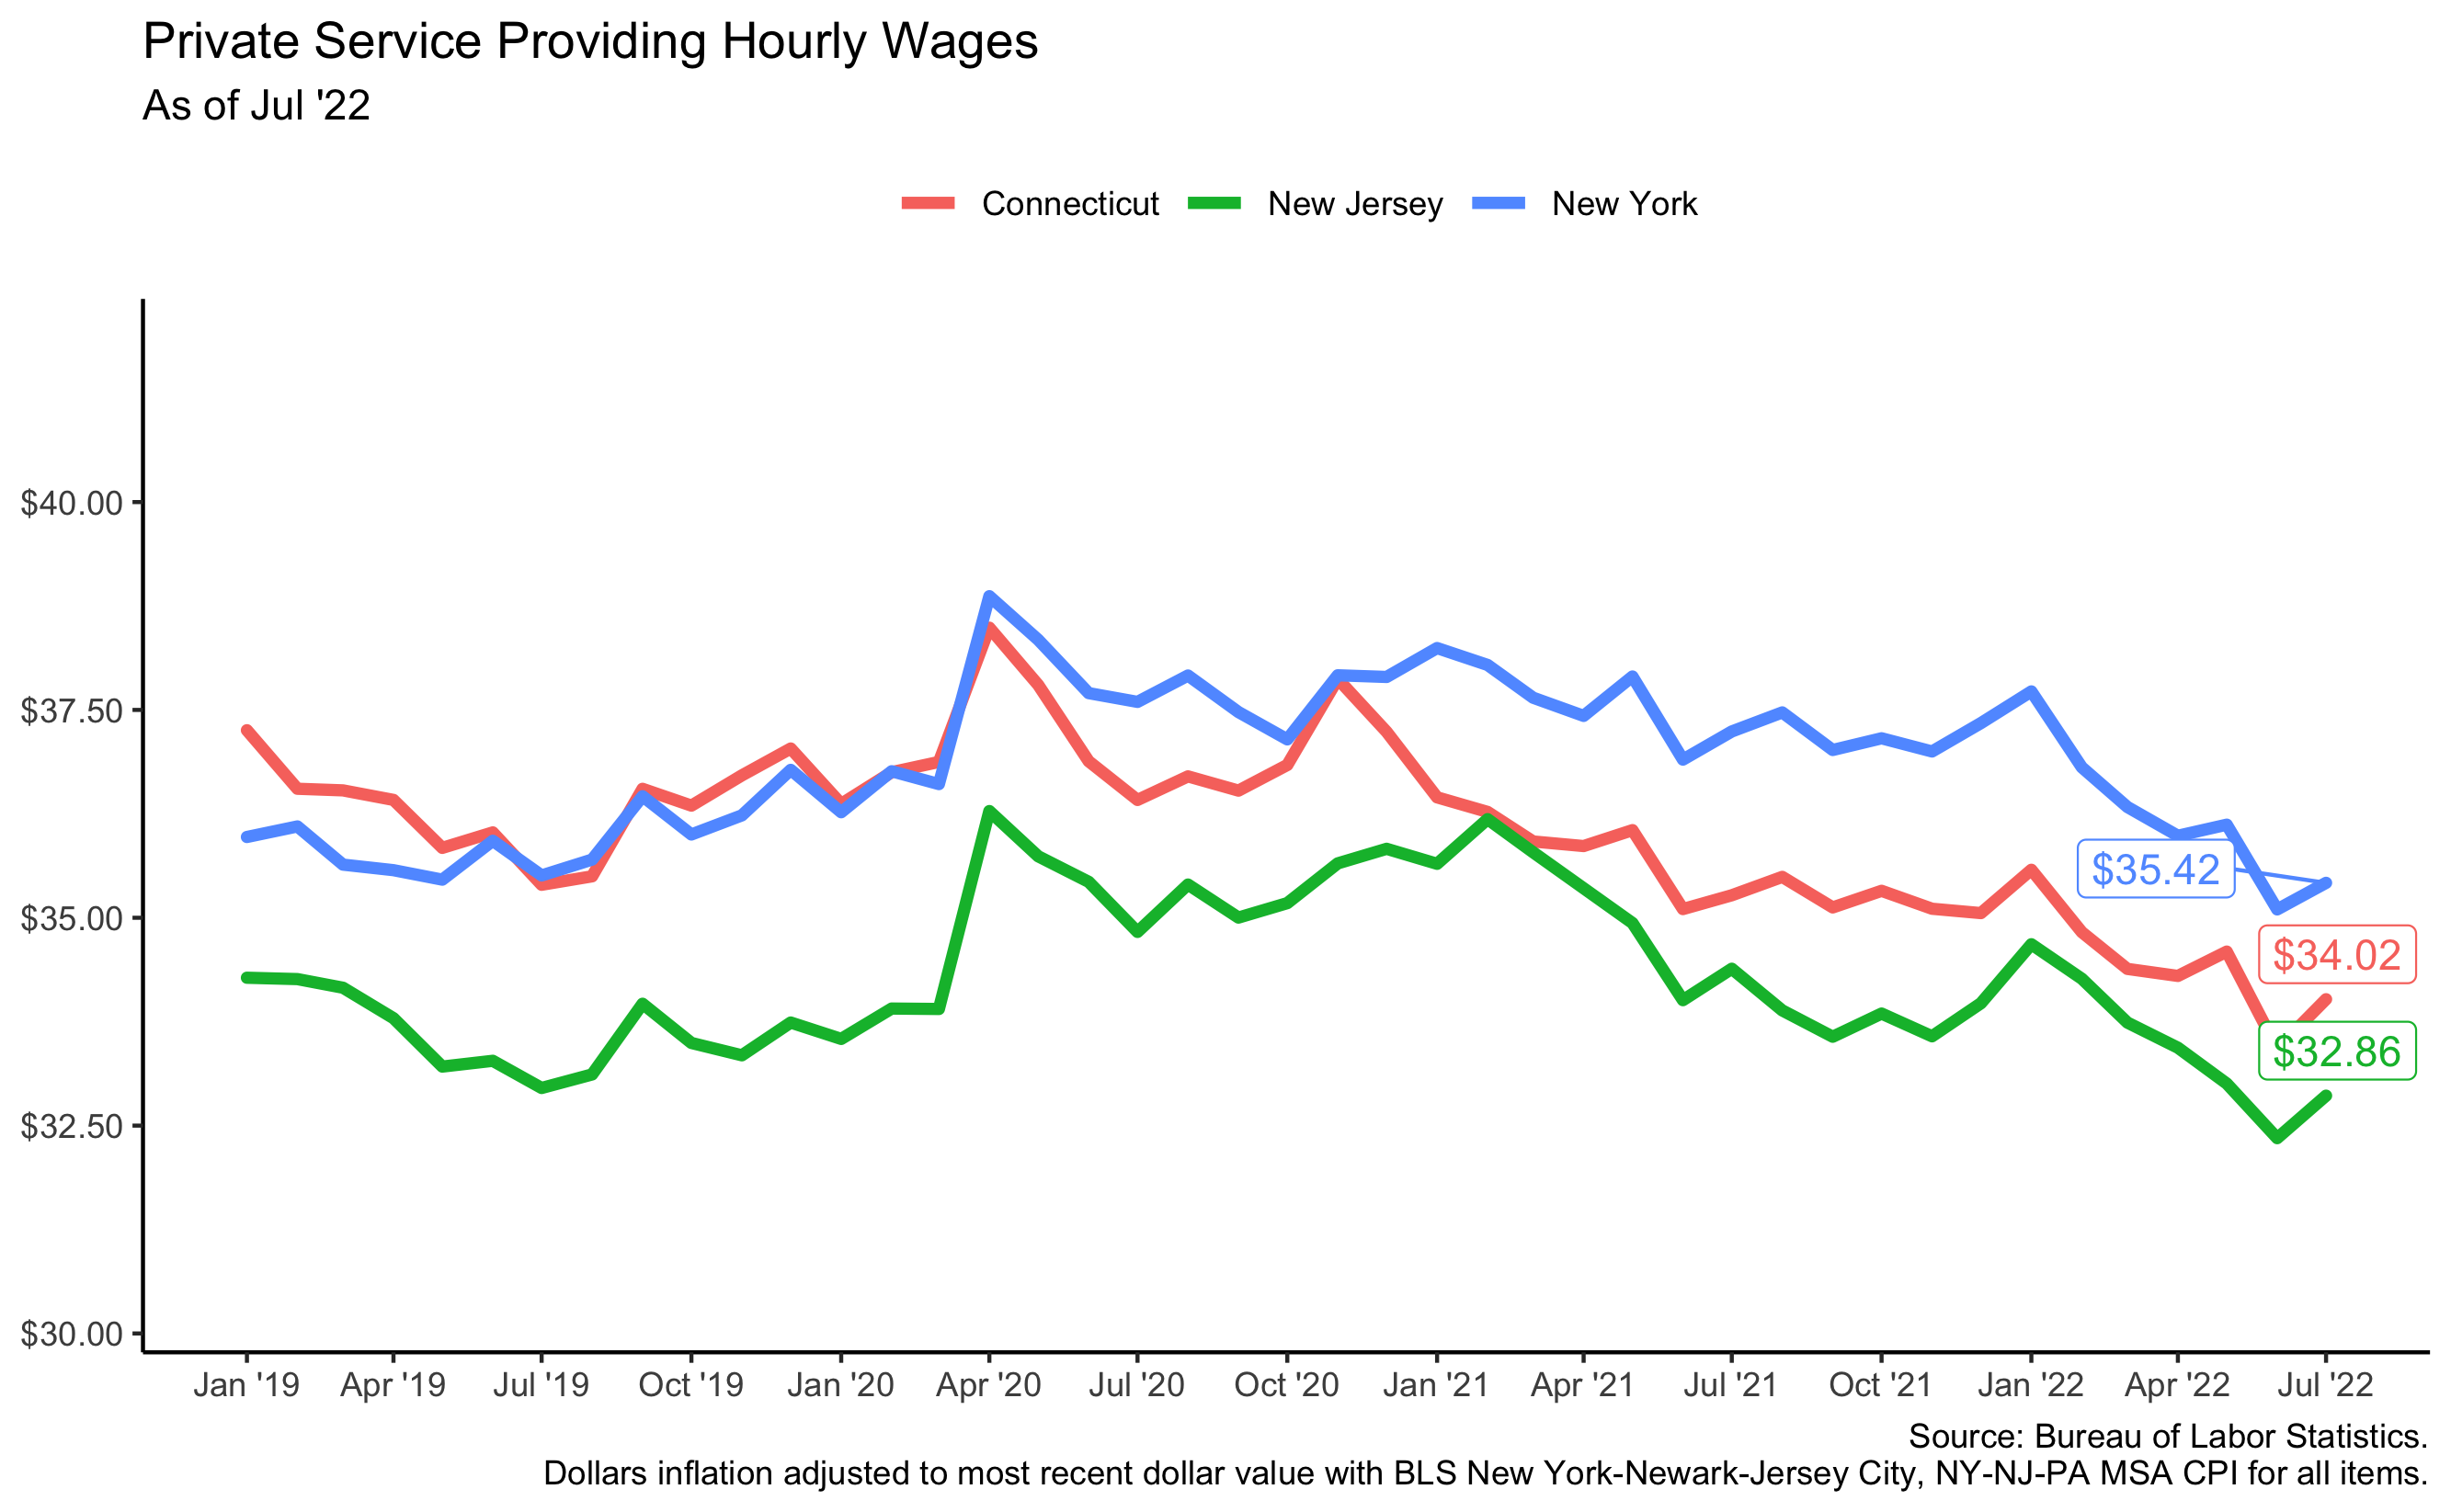 Private Service Providing Hourly Wages
As of Jul '22
Connecticut New Jersey New York
$40.00
$37.50
$35.00
$32.50
$30.00
$35.42
$34.02
$32.86
Jan '19 Apr '19 Jul '19 Oct '19 Jan '20 Apr '20 Jul '20 Oct '20 Jan '21 Apr '21 Jul '21 Oct '21 Jan '22 Apr '22 Jul '22
Source: Bureau of Labor Statistics.
Dollars inflation adjusted to most recent dollar value with BLS New York-Newark-Jersey City, NY-NJ-PA MSA CPI for all items.